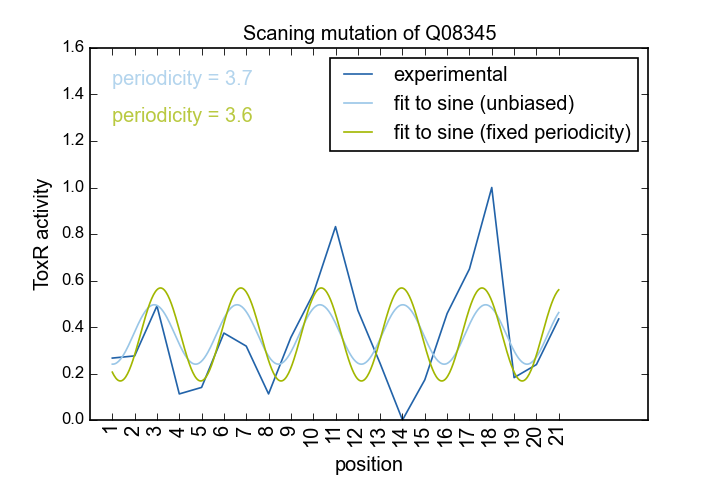 Scaning mutation of Q08345
periodicity = 3.7
periodicity = 3.6
experimental
fit to sine (unbiased)
fit to sine (fixed periodicity)
ToxR activity
1.6
1.4
1.2
1.0
0.8
0.6
0.4
0.2
0.0
1 2 3 4 5 6 7 8 9 10 11 12 13 14 15 16 17 18 19 20 21
position